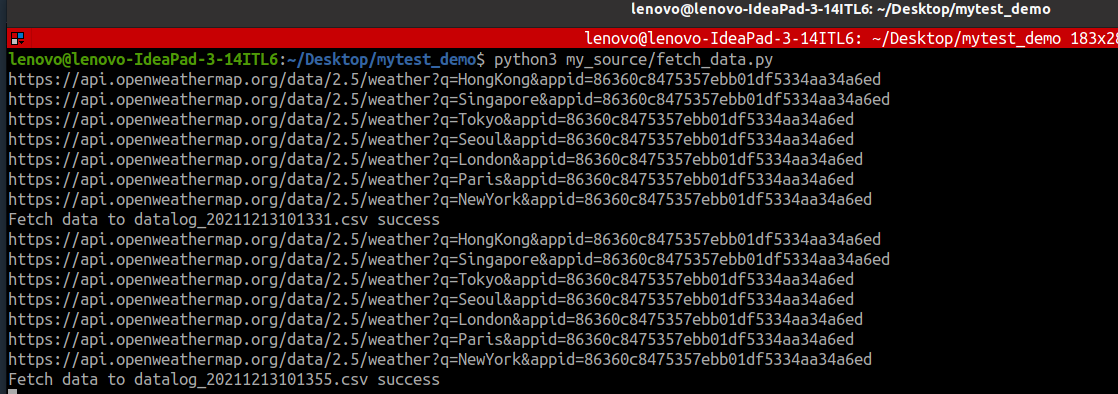 lenovo@lenovo-IdeaPad-3-14ITL6: ~/Desktop/mytest_demo
lenovo@lenovo-IdeaPad-3-14ITL6: ~/Desktop/mytest_demo 183x28
lenovo@lenovo-IdeaPad-3-14ITL6:~/Desktop/mytest_demo$ python3 my_source/fetch_data.py
https://api.openweathermap.org/data/2.5/weather?q=HongKong&appid=86360c8475357ebb01df5334aa34a6ed
https://api.openweathermap.org/data/2.5/weather?q=Singapore&appid=86360c8475357ebb01df5334aa34a6ed
https://api.openweathermap.org/data/2.5/weather?q=Tokyo&appid=86360c8475357ebb01df5334aa34a6ed
https://api.openweathermap.org/data/2.5/weather?q=Seoul&appid=86360c8475357ebb01df5334aa34a6ed
https://api.openweathermap.org/data/2.5/weather?q=London&appid=86360c8475357ebb01df5334aa34a6ed
https://api.openweathermap.org/data/2.5/weather?q=Paris&appid=86360c8475357ebb01df5334aa34a6ed
https://api.openweathermap.org/data/2.5/weather?q=NewYork&appid=86360c8475357ebb01df5334aa34a6ed
Fetch data to datalog_20211213101331.csv success
https://api.openweathermap.org/data/2.5/weather?q=HongKong&appid=86360c8475357ebb01df5334aa34a6ed
https://api.openweathermap.org/data/2.5/weather?q=Singapore&appid=86360c8475357ebb01df5334aa34a6ed
https://api.openweathermap.org/data/2.5/weather?q=Tokyo&appid=86360c8475357ebb01df5334aa34a6ed
https://api.openweathermap.org/data/2.5/weather?q=Seoul&appid=86360c8475357ebb01df5334aa34a6ed
https://api.openweathermap.org/data/2.5/weather?q=London&appid=86360c8475357ebb01df5334aa34a6ed
https://api.openweathermap.org/data/2.5/weather?q=Paris&appid=86360c8475357ebb01df5334aa34a6ed
https://api.openweathermap.org/data/2.5/weather?q=NewYork&appid=86360c8475357ebb01df5334aa34a6ed
Fetch data to datalog_20211213101355.csv success